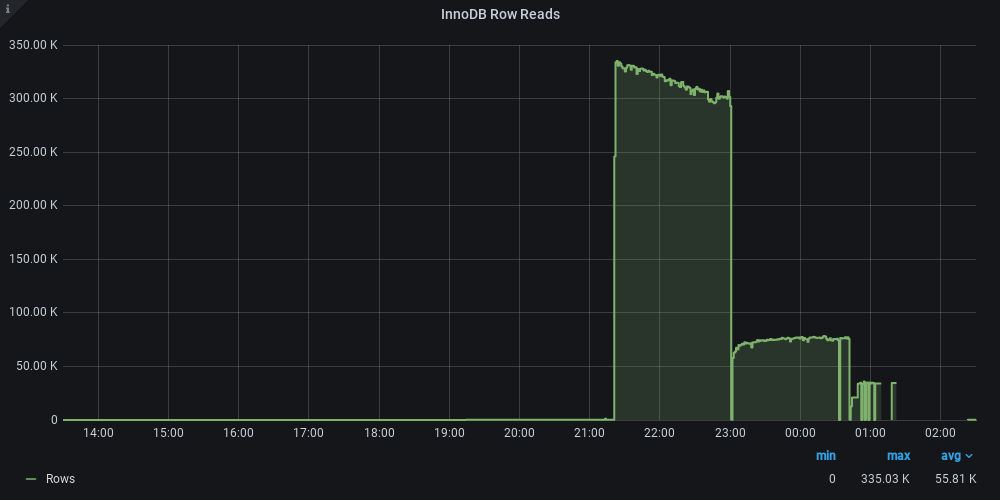 i
InnoDB Row Reads
350.00 K
300.00 K
250.00 K
200.00 K
150.00 K
100.00 K
50.00 K
0
14:00 15:00 16:00 17:00 18:00 19:00 20:00 21:00 22:00 23:00 00:00 01:00 02:00
min max avg
Rows 0 335.03 K 55.81 K